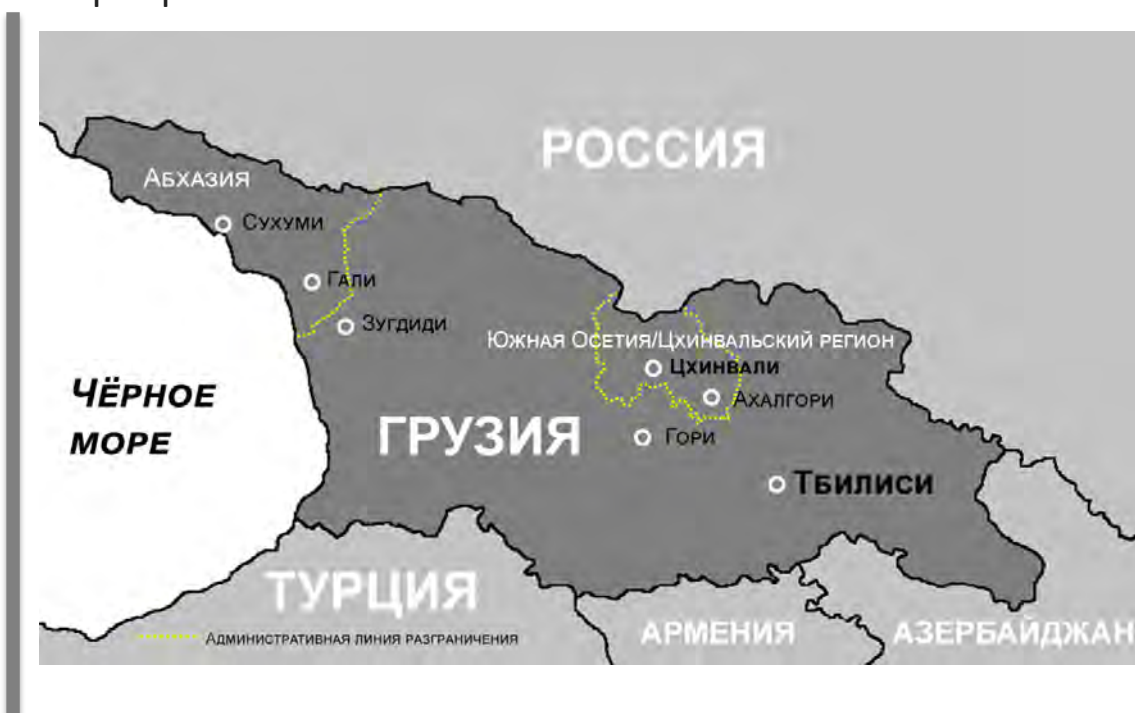 РОССИЯ
АБХАЗИЯ
СУХУМИ
ГАЛИ
ЗУГДИДИ
ЮЖНАЯ ОСЕТИЯ/ЦХИНВАЛЬСКИЙ РЕГИОН
ЦХИНВАЛИ
ЧЁРНОЕ
МОРЕ
АХАЛГОРИ
ГРУЗИЯ
ГОРИ
ТБИЛИСИ
ТУРЦИЯ
АДМИНИСТРАТИВНАЯ ЛИНИЯ РАЗГРАНИЧЕНИЯ
АРМЕНИЯ
АЗЕРБАЙДЖАН